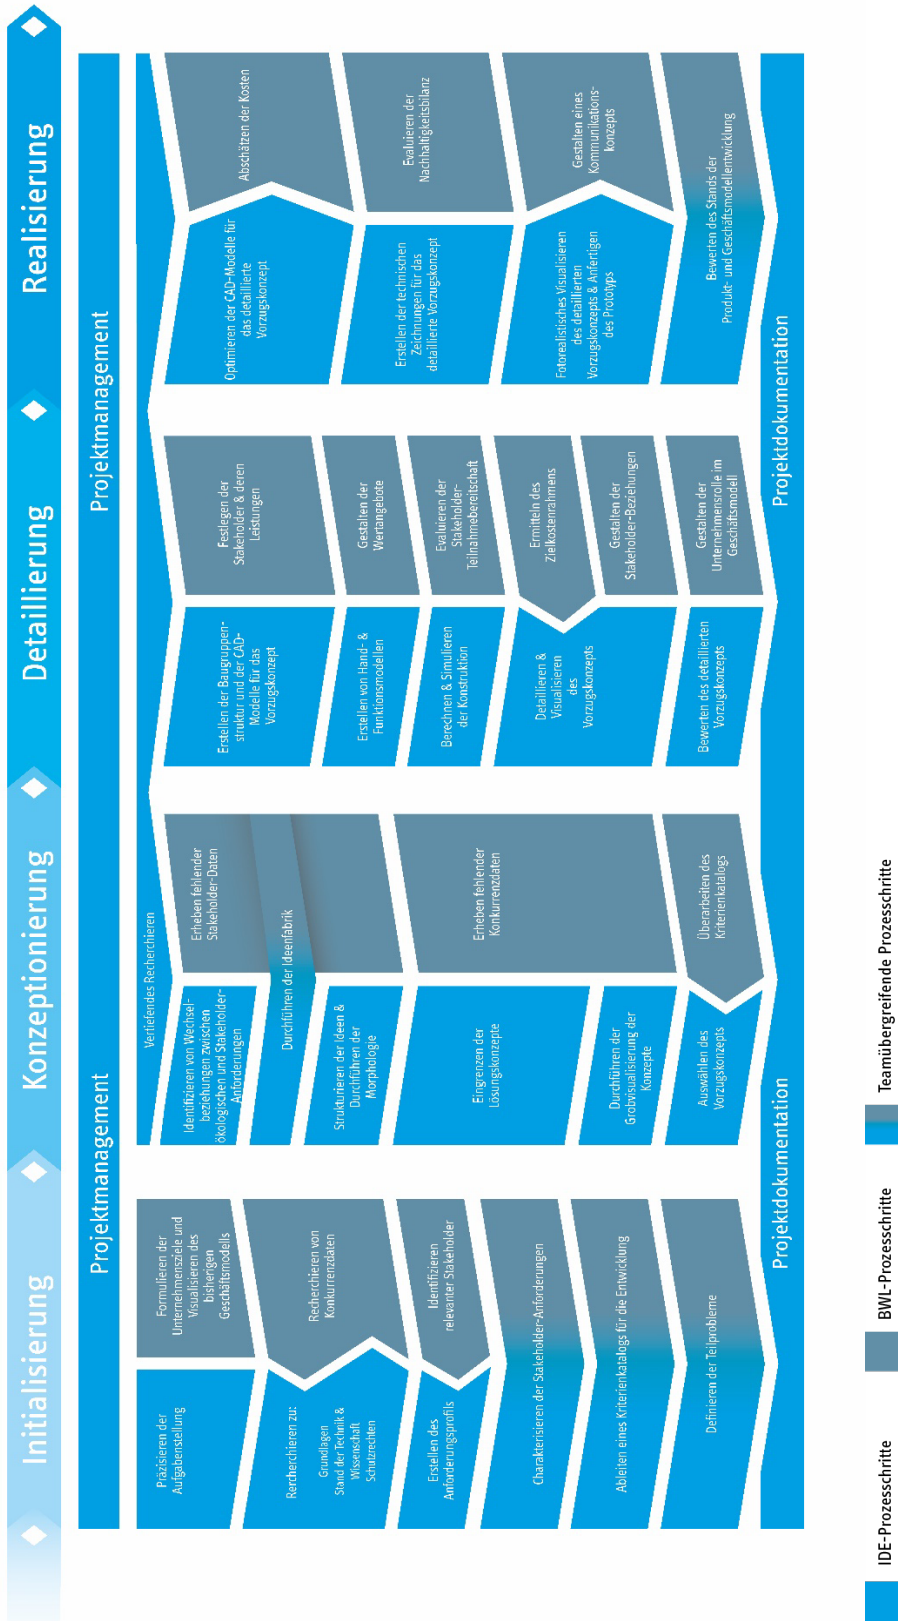 Initialisierung
Konzeptionierung
Detaillierung
Realisierung
Projektmanagement
Projektmanagement
Präzisieren der
Aufgabenstellung
Formulieren der
Unternehmensziele und
Visualisieren des
bisherigen
Geschäftsmodells
Rercherchieren zu:
Grundlagen
Stand der Technik &
Wissenschaft
Schutzrechten
Recherchieren von
Konkurrenzdaten
Erstellen des
Anforderungsprofils
Identifizieren
relevanter Stakeholder
Charakterisieren der Stakeholder-Anforderungen
Ableiten eines Kriterienkatalogs für die Entwicklung
Definieren der Teilprobleme
Vertiefendes Recherchieren
Identifizieren von Wechsel-
beziehungen zwischen
ökologischen und Stakeholder-
Anforderungen
Erheben fehlender
Stakeholder-Daten
Durchführen der Ideenfabrik
Strukturieren der Ideen &
Durchführen der
Morphologie
Eingrenzen der
Lösungskonzepte
Erheben fehlender
Konkurrenzdaten
Durchführen der
Grobvisualisierung der
Konzepte
Auswählen des
Vorzugskonzepts
Überarbeiten des
Kriterienkatalogs
Erstellen der Baugruppen-
struktur und der CAD-
Modelle für das
Vorzugskonzept
Festlegen der
Stakeholder & deren
Leistungen
Erstellen von Hand- &
Funktionsmodellen
Gestalten der
Wertangebote
Berechnen & Simulieren
der Konstruktion
Evaluieren der
Stakeholder-
Teilnahmebereitschaft
Detaillieren &
Visualisieren
des
Vorzugskonzepts
Ermitteln des
Zielkostenrahmens
Gestalten der
Stakeholder-Beziehungen
Bewerten des detaillierten
Vorzugskonzepts
Gestalten der
Unternehmensrolle im
Geschäftsmodell
Optimieren der CAD-Modelle für
das detaillierte
Vorzugskonzept
Abschätzen der Kosten
Erstellen der technischen
Zeichnungen für das
detaillierte Vorzugskonzept
Evaluieren der
Nachhaltigkeitsbilanz
Fotorealistisches Visualisieren
des detaillierten
Vorzugskonzepts & Anfertigen
des Prototyps
Gestalten eines
Kommunikations-
konzepts
Bewerten des Stands der
Produkt- und Geschäftsmodellentwicklung
Projektdokumentation
Projektdokumentation
IDE-Prozessschritte
BWL-Prozesschritte
Teamübergreifende Prozesschritte